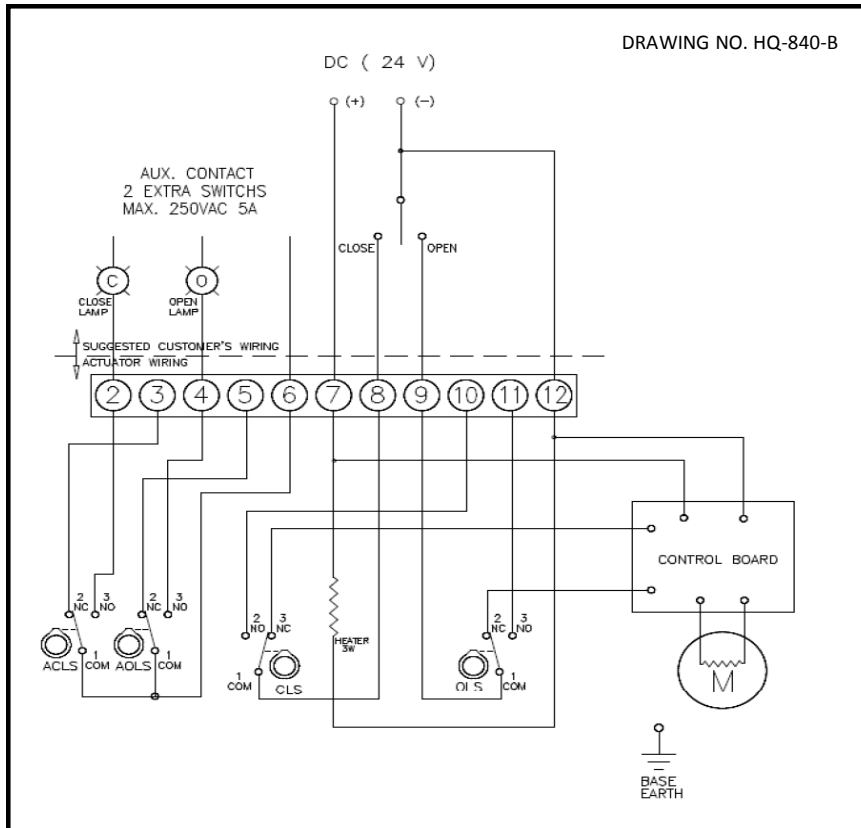 DRAWING NO. HQ-840-B
DC ( 24 V)
(+)
(−)
AUX. CONTACT
2 EXTRA SWITCHS
MAX. 250VAC 5A
CLOSE
OPEN
C
O
CLOSE
LAMP
OPEN
LAMP
SUGGESTED CUSTOMER'S WIRING
ACTUATOR WIRING
2 3 4 5 6 7 8 9 10 11 12
CONTROL BOARD
2
NC
3
NO
2
NC
3
NO
2
NO
3
NC
2
NC
3
NO
HEATER
3W
ACLS
1
COM
AOLS
1
COM
1
COM
CLS
OLS
1
COM
M
BASE
EARTH